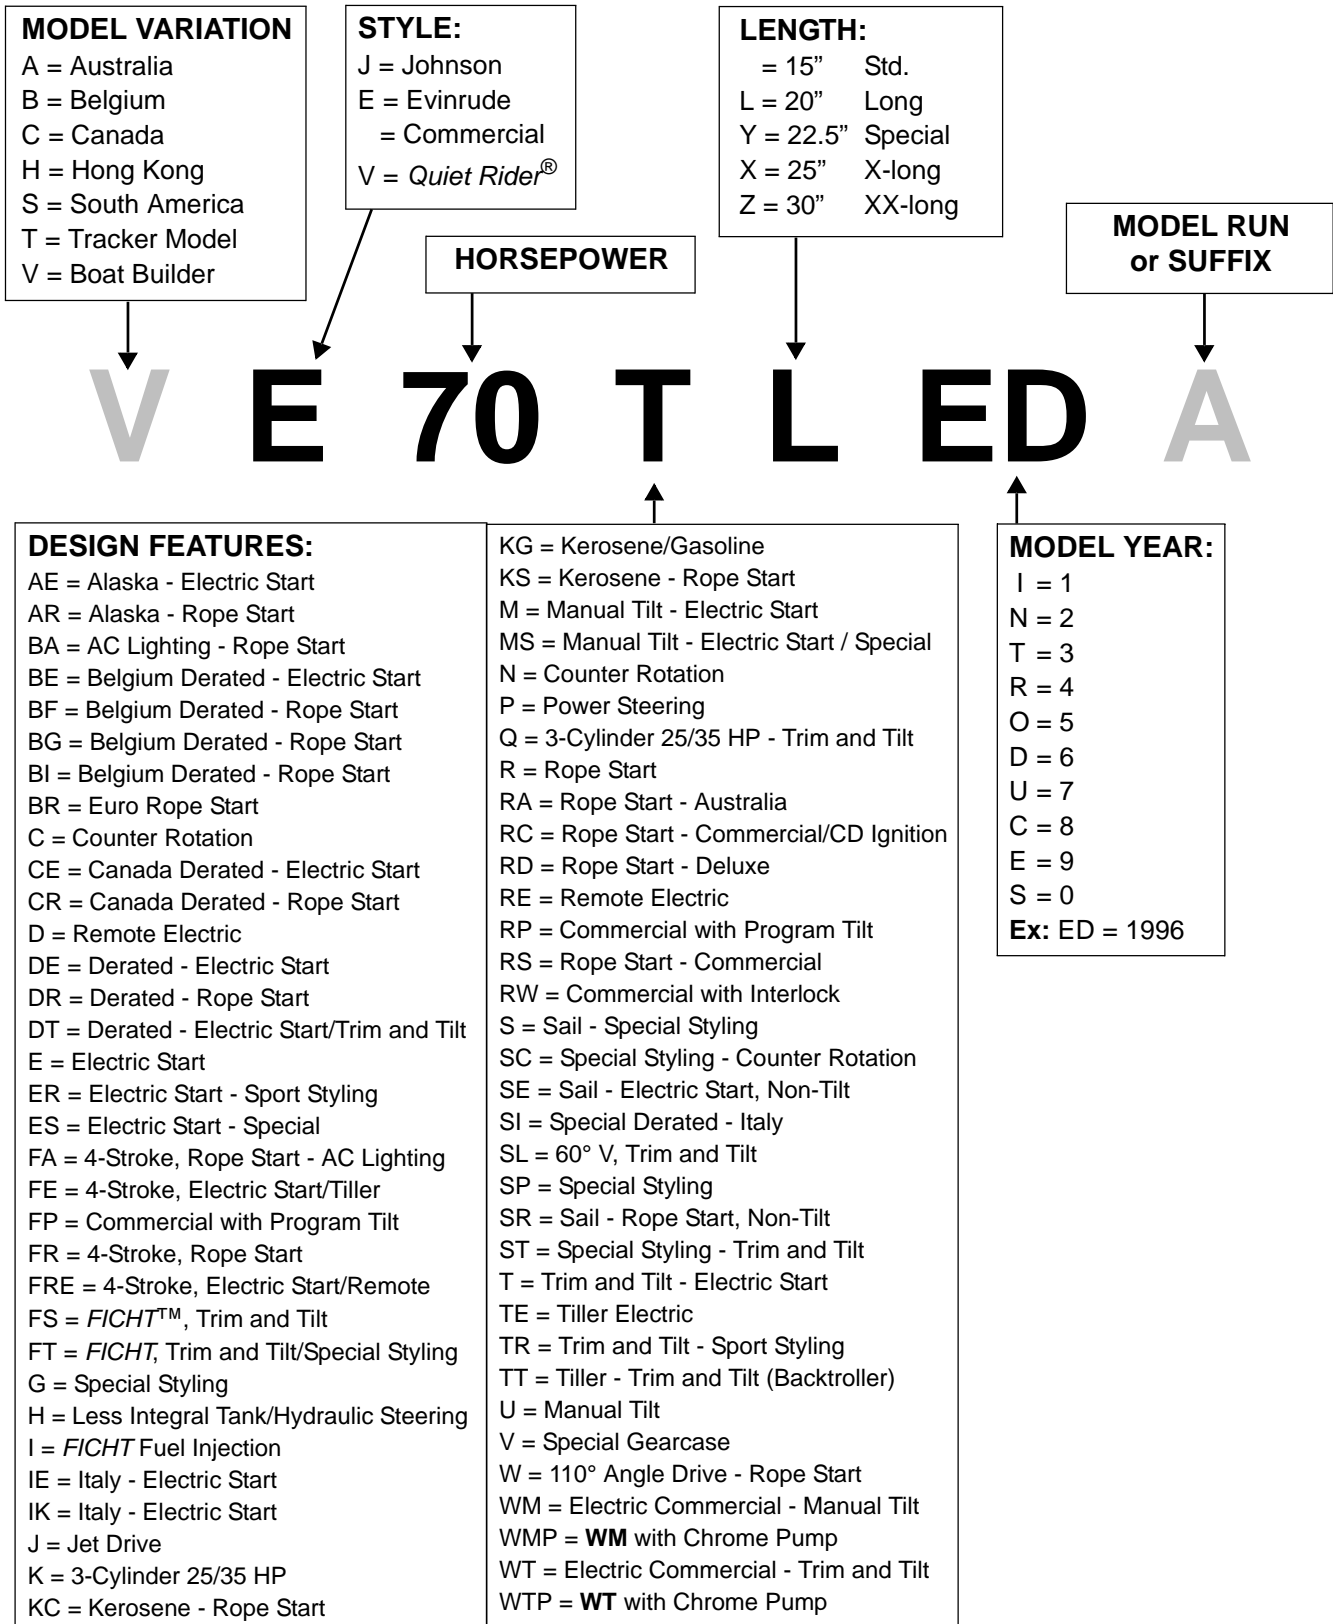 MODEL VARIATION
A = Australia
B = Belgium
C = Canada
H = Hong Kong
S = South America
T = Tracker Model
V = Boat Builder
STYLE:
J = Johnson
E = Evinrude
= Commercial
V = Quiet Rider®
HORSEPOWER
LENGTH:
= 15” Std.
L = 20” Long
Y = 22.5” Special
X = 25” X-long
Z = 30” XX-long
MODEL RUN
or SUFFIX
V E 70 T L ED A
DESIGN FEATURES:
AE = Alaska - Electric Start
AR = Alaska - Rope Start
BA = AC Lighting - Rope Start
BE = Belgium Derated - Electric Start
BF = Belgium Derated - Rope Start
BG = Belgium Derated - Rope Start
BI = Belgium Derated - Rope Start
BR = Euro Rope Start
C = Counter Rotation
CE = Canada Derated - Electric Start
CR = Canada Derated - Rope Start
D = Remote Electric
DE = Derated - Electric Start
DR = Derated - Rope Start
DT = Derated - Electric Start/Trim and Tilt
E = Electric Start
ER = Electric Start - Sport Styling
ES = Electric Start - Special
FA = 4-Stroke, Rope Start - AC Lighting
FE = 4-Stroke, Electric Start/Tiller
FP = Commercial with Program Tilt
FR = 4-Stroke, Rope Start
FRE = 4-Stroke, Electric Start/Remote
FS = FICHT™, Trim and Tilt
FT = FICHT, Trim and Tilt/Special Styling
G = Special Styling
H = Less Integral Tank/Hydraulic Steering
I = FICHT Fuel Injection
IE = Italy - Electric Start
IK = Italy - Electric Start
J = Jet Drive
K = 3-Cylinder 25/35 HP
KC = Kerosene - Rope Start
KG = Kerosene/Gasoline
KS = Kerosene - Rope Start
M = Manual Tilt - Electric Start
MS = Manual Tilt - Electric Start / Special
N = Counter Rotation
P = Power Steering
Q = 3-Cylinder 25/35 HP - Trim and Tilt
R = Rope Start
RA = Rope Start - Australia
RC = Rope Start - Commercial/CD Ignition
RD = Rope Start - Deluxe
RE = Remote Electric
RP = Commercial with Program Tilt
RS = Rope Start - Commercial
RW = Commercial with Interlock
S = Sail - Special Styling
SC = Special Styling - Counter Rotation
SE = Sail - Electric Start, Non-Tilt
SI = Special Derated - Italy
SL = 60° V, Trim and Tilt
SP = Special Styling
SR = Sail - Rope Start, Non-Tilt
ST = Special Styling - Trim and Tilt
T = Trim and Tilt - Electric Start
TE = Tiller Electric
TR = Trim and Tilt - Sport Styling
TT = Tiller - Trim and Tilt (Backtroller)
U = Manual Tilt
V = Special Gearcase
W = 110° Angle Drive - Rope Start
WM = Electric Commercial - Manual Tilt
WMP = WM with Chrome Pump
WT = Electric Commercial - Trim and Tilt
WTP = WT with Chrome Pump
MODEL YEAR:
I = 1
N = 2
T = 3
R = 4
O = 5
D = 6
U = 7
C = 8
E = 9
S = 0
Ex: ED = 1996